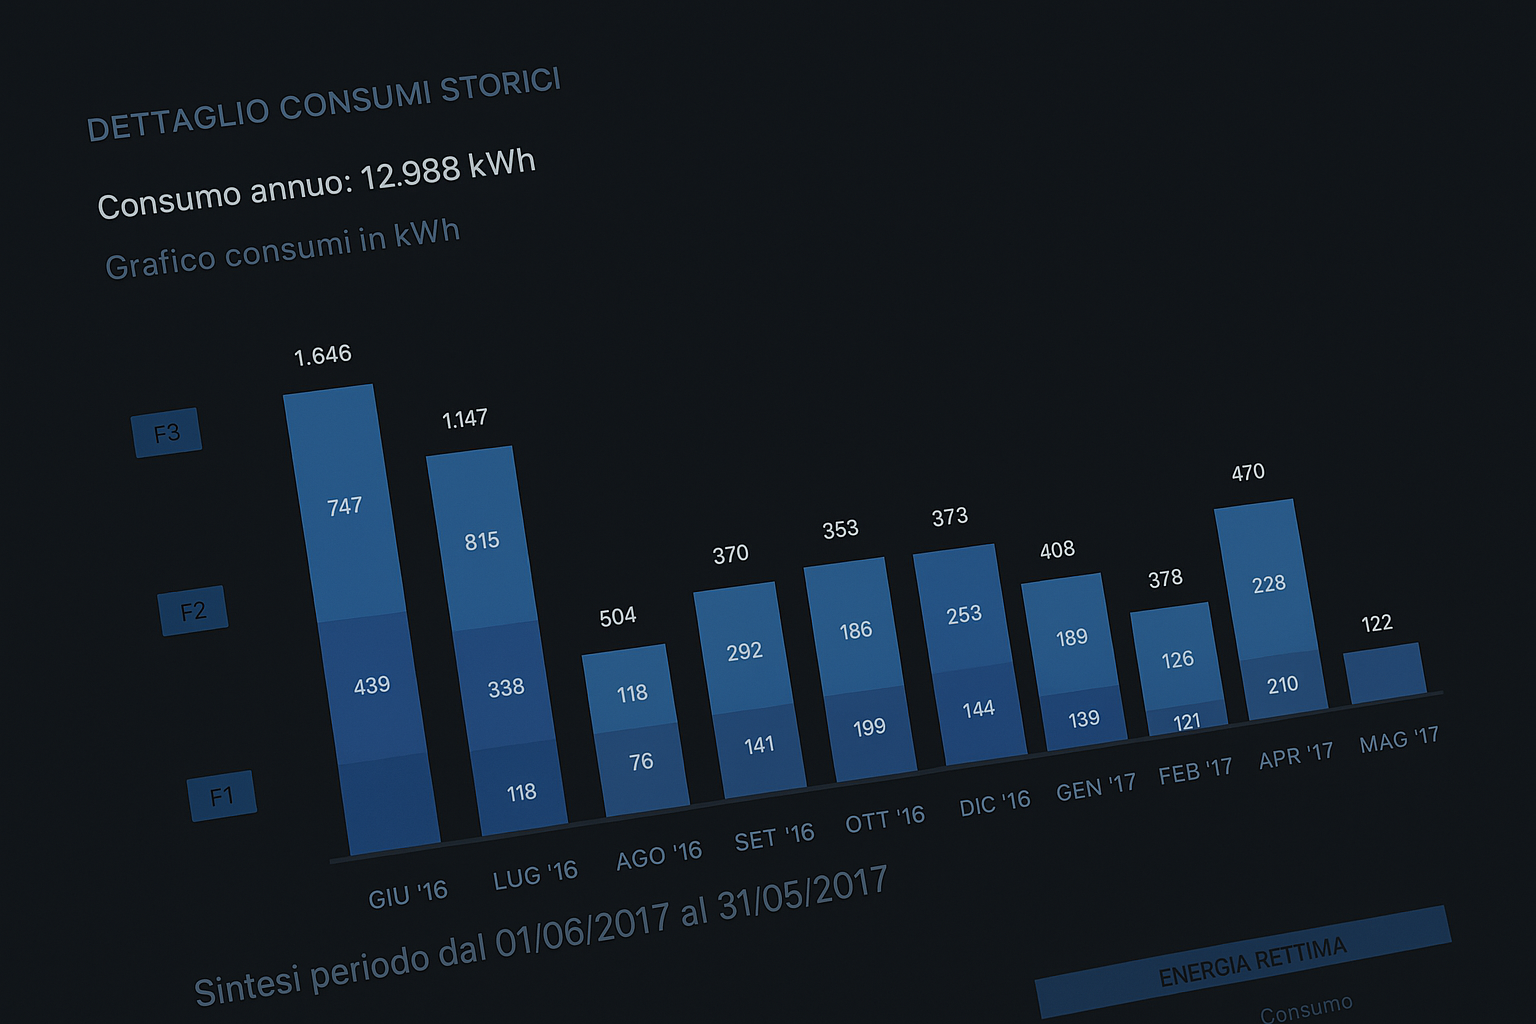 DETTAGLIO CONSUMI STORICI
Consumo annuo: 12.988 kWh
Grafico consumi in kWh
1.646
1.147
504
370
353
373
408
378
470
122
F3
F2
F1
747
439
815
338
118
118
76
292
141
186
199
253
144
189
139
126
121
228
210
GIU '16
LUG '16
AGO '16
SET '16
OTT '16
DIC '16
GEN '17
FEB '17
APR '17
MAG '17
Sintesi periodo dal 01/06/2017 al 31/05/2017
ENERGIA RETTIMA
Consumo